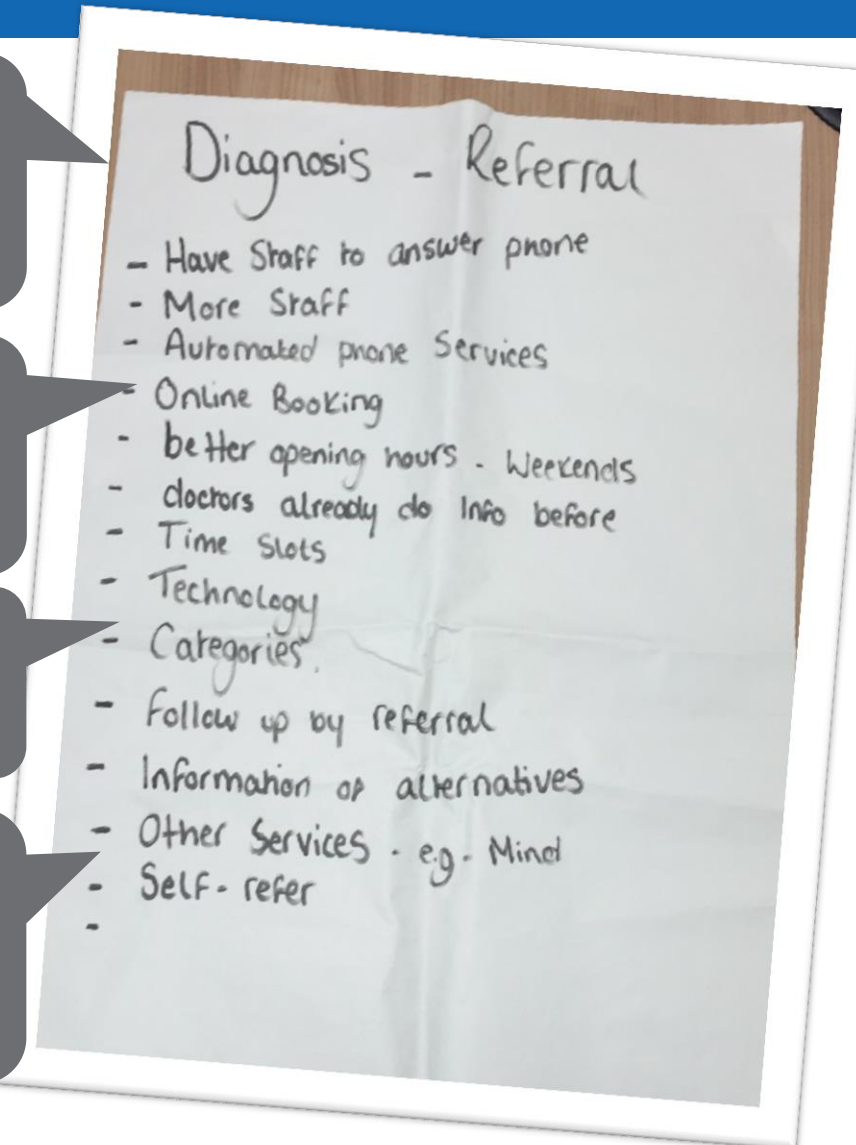 Diagnosis - Referral
- Have Staff to answer phone
- More Staff
- Automated phone Services
- Online Booking
- better opening hours - Weekends
- doctors already do Info before
- Time Slots
- Technology
- Categories
- Follow up by referral
- Information of alternatives
- Other Services - e.g. Mind
- Self-refer
-